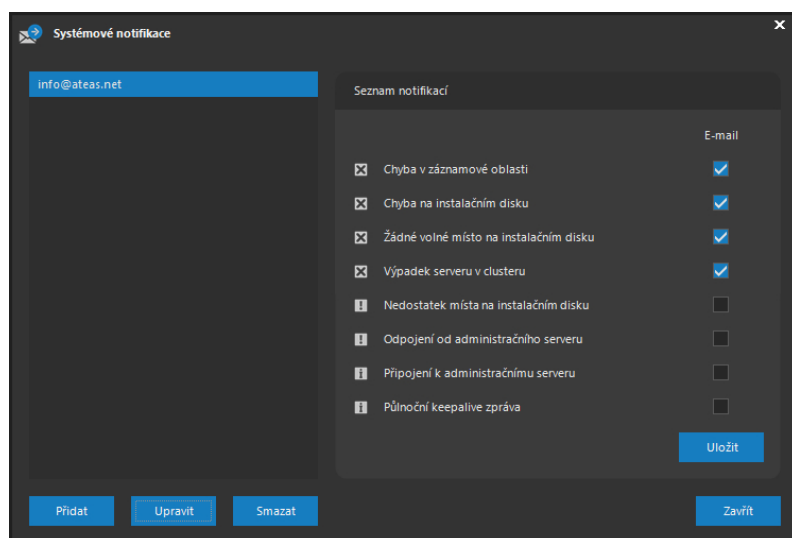 Systémové notifikace
info@ateas.net
Seznam notifikací
E-mail
Chyba v záznamové oblasti
Chyba na instalačním disku
Žádné volné místo na instalačním disku
Výpadek serveru v clusteru
Nedostatek místa na instalačním disku
Odpojení od administračního serveru
Připojení k administračnímu serveru
Půlnoční keepalive zpráva
Uložit
Přidat Upravit Smazat Zavřít